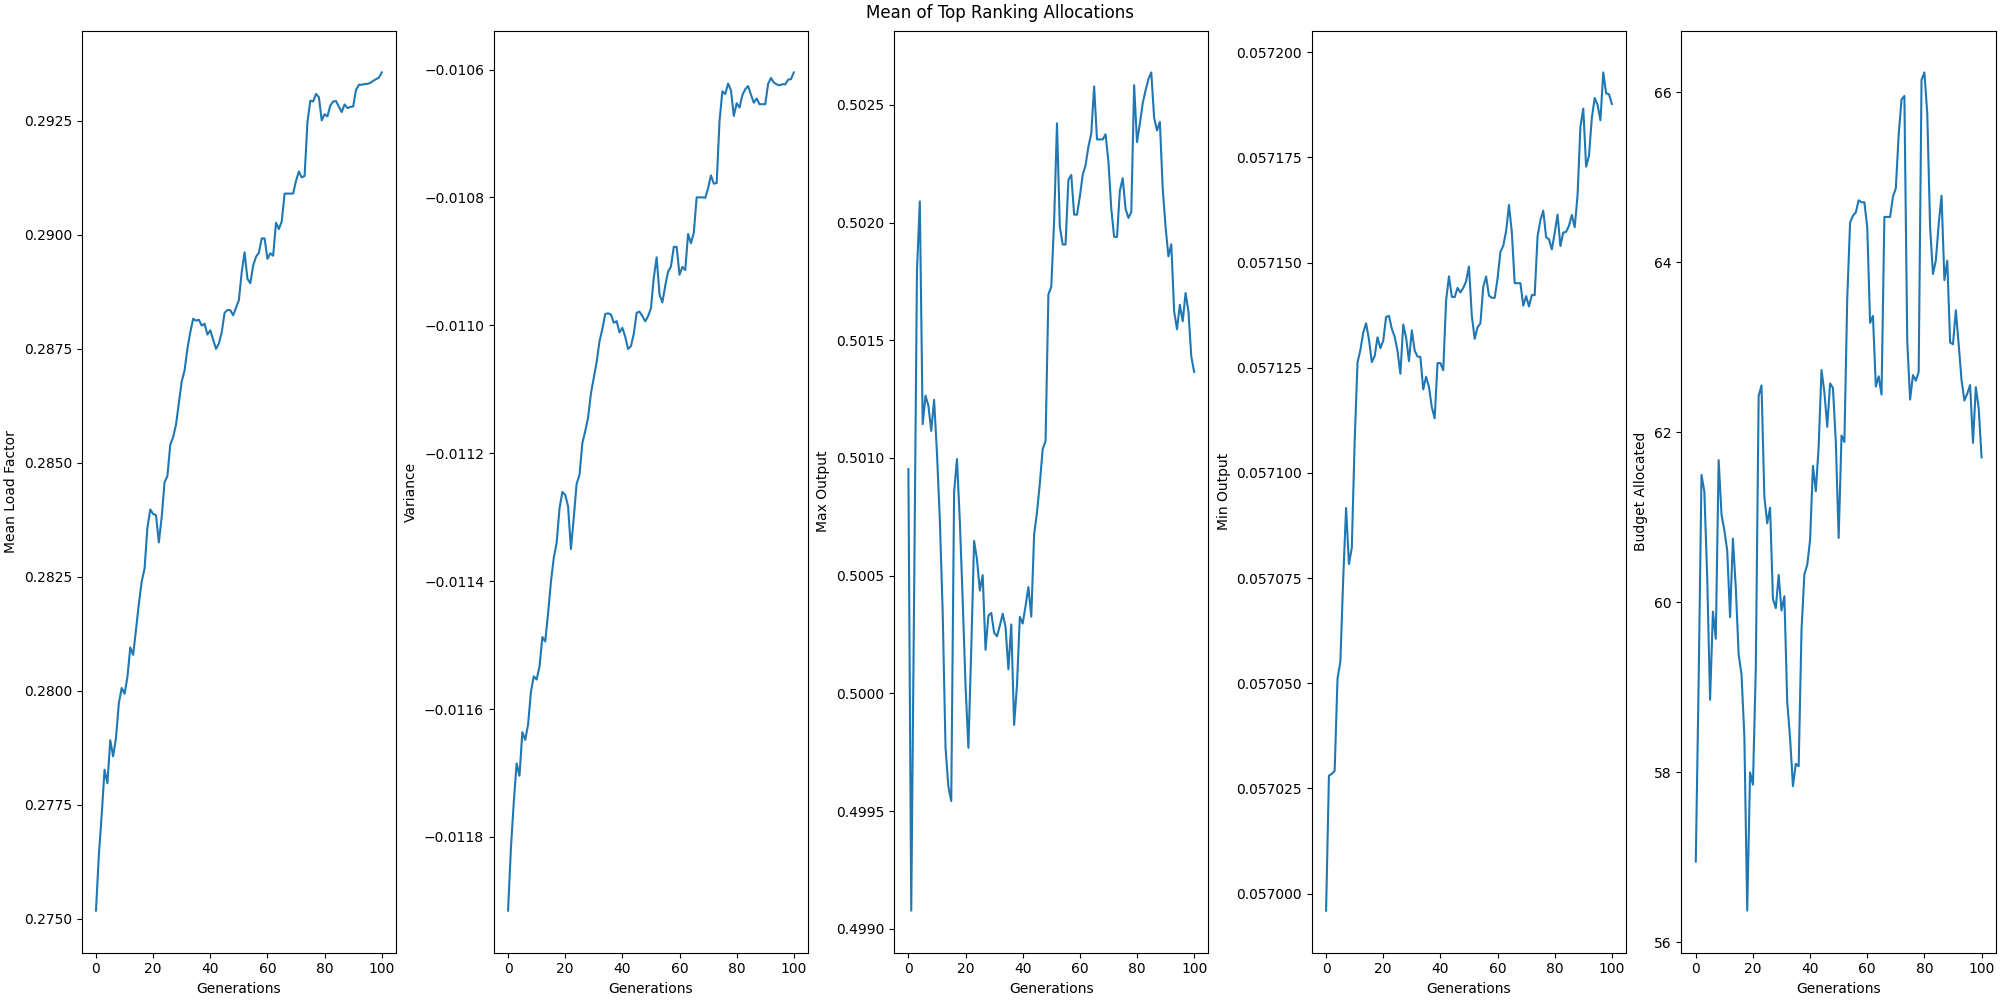 Mean of Top Ranking Allocations
Mean Load Factor
0.2925
0.2900
0.2875
0.2850
0.2825
0.2800
0.2775
0.2750
0 20 40 60 80 100
Generations
Variance
−0.0106
−0.0108
−0.0110
−0.0112
−0.0114
−0.0116
−0.0118
0 20 40 60 80 100
Generations
Max Output
0.5025
0.5020
0.5015
0.5010
0.5005
0.5000
0.4995
0.4990
0 20 40 60 80 100
Generations
Min Output
0.057200
0.057175
0.057150
0.057125
0.057100
0.057075
0.057050
0.057025
0.057000
0 20 40 60 80 100
Generations
Budget Allocated
66
64
62
60
58
56
0 20 40 60 80 100
Generations